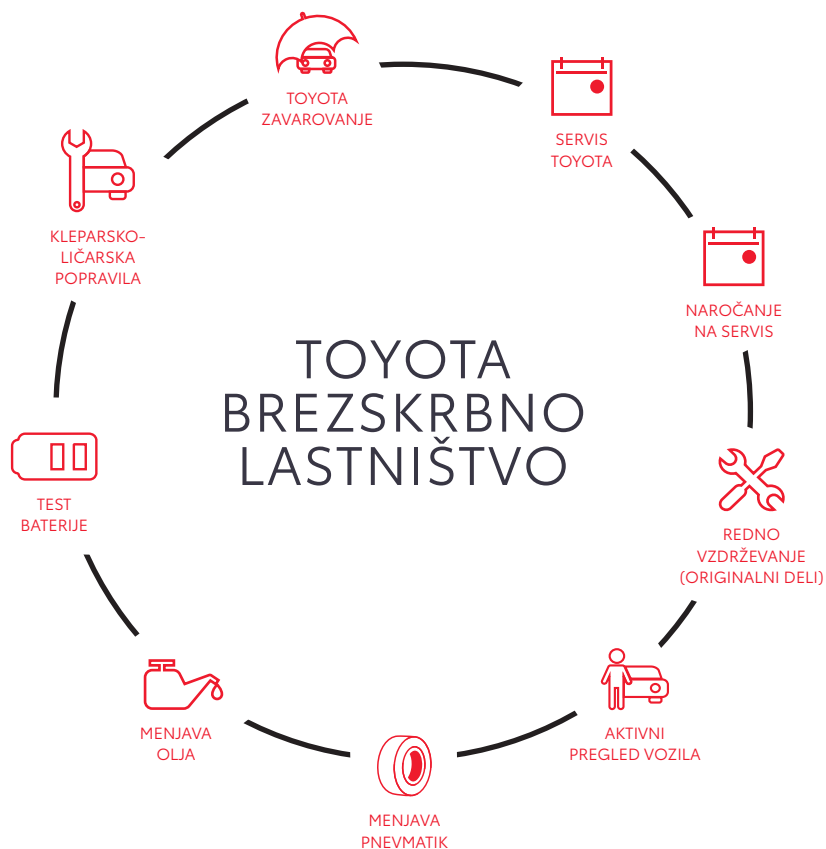 TOYOTA
ZAVAROVANJE
SERVIS
TOYOTA
KLEPARSKO-
LIČARSKA
POPRAVILA
NAROČANJE
NA SERVIS
TOYOTA
BREZSKRBNO
LASTNIŠTVO
TEST
BATERIJE
REDNO
VZDRŽEVANJE
(ORIGINALNI DELI)
MENJAVA
OLJA
AKTIVNI
PREGLED VOZILA
MENJAVA
PNEVMATIK